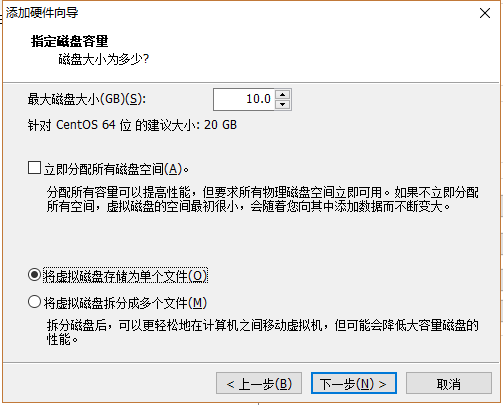 添加硬件向导
指定磁盘容量
磁盘大小为多少?
最大磁盘大小(GB)(S): 10.0
针对 CentOS 64 位 的建议大小: 20 GB
立即分配所有磁盘空间(A)。
分配所有容量可以提高性能，但要求所有物理磁盘空间立即可用。如果不立即分配
所有空间，虚拟磁盘的空间最初很小，会随着您向其中添加数据而不断变大。
将虚拟磁盘存储为单个文件(O)
将虚拟磁盘拆分成多个文件(M)
拆分磁盘后，可以更轻松地在计算机之间移动虚拟机，但可能会降低大容量磁盘的
性能。
< 上一步(B) 下一步(N) > 取消